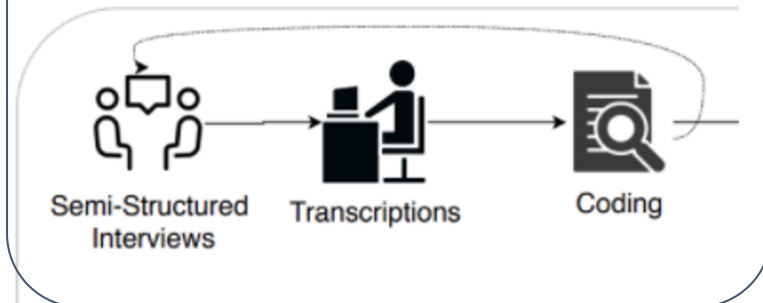 Semi-Structured
Interviews
Transcriptions
Coding